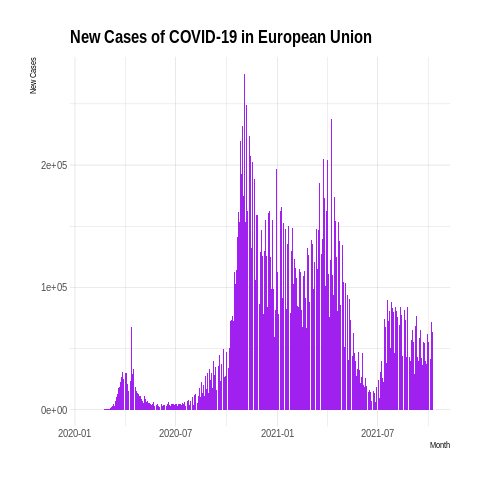 New Cases of COVID-19 in European Union
New Cases
2e+05
1e+05
0e+00
2020-01 2020-07 2021-01 2021-07
Month